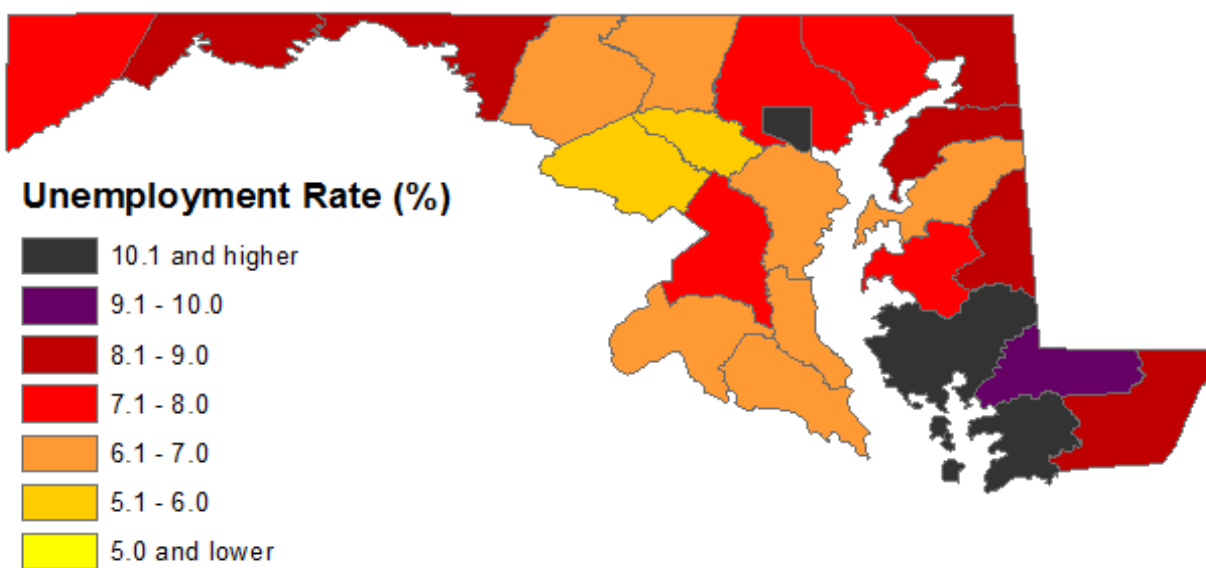 Unemployment Rate (%)
10.1 and higher
9.1 - 10.0
8.1 - 9.0
7.1 - 8.0
6.1 - 7.0
5.1 - 6.0
5.0 and lower